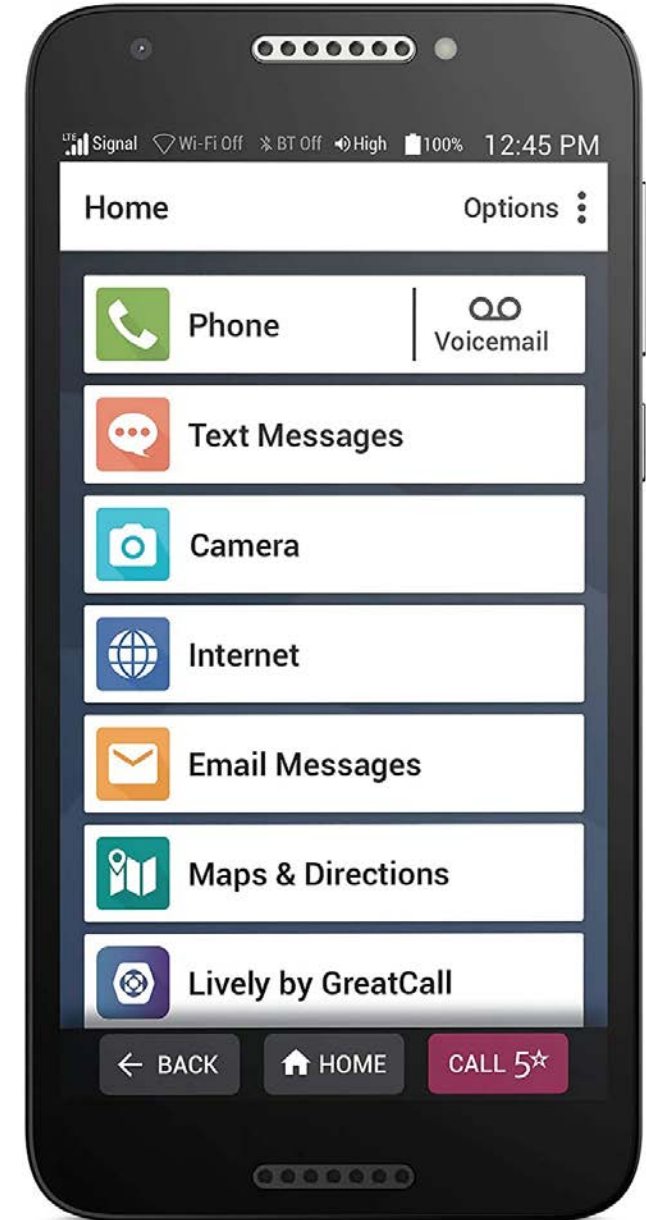 LTE Signal Wi-Fi Off BT Off High 100% 12:45 PM
Home Options
Phone Voicemail
Text Messages
Camera
Internet
Email Messages
Maps & Directions
Lively by GreatCall
BACK HOME CALL 5☆